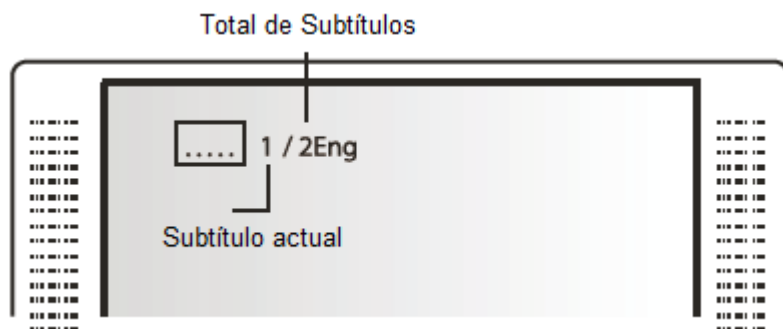 Total de Subtítulos
..... 1 / 2Eng
Subtítulo actual